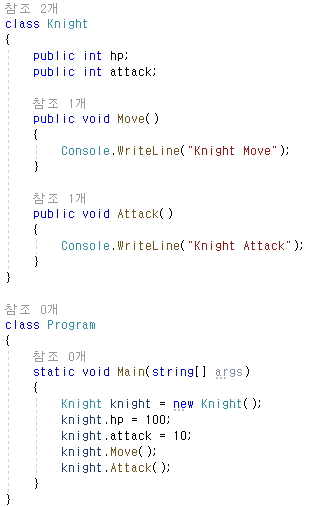 참조 2개
class Knight
{
public int hp;
public int attack;
참조 1개
public void Move()
{
Console.WriteLine("Knight Move");
}
참조 1개
public void Attack()
{
Console.WriteLine("Knight Attack");
}
}
참조 0개
class Program
{
참조 0개
static void Main(string[] args)
{
Knight knight = new Knight();
knight.hp = 100;
knight.attack = 10;
knight.Move();
knight.Attack();
}
}